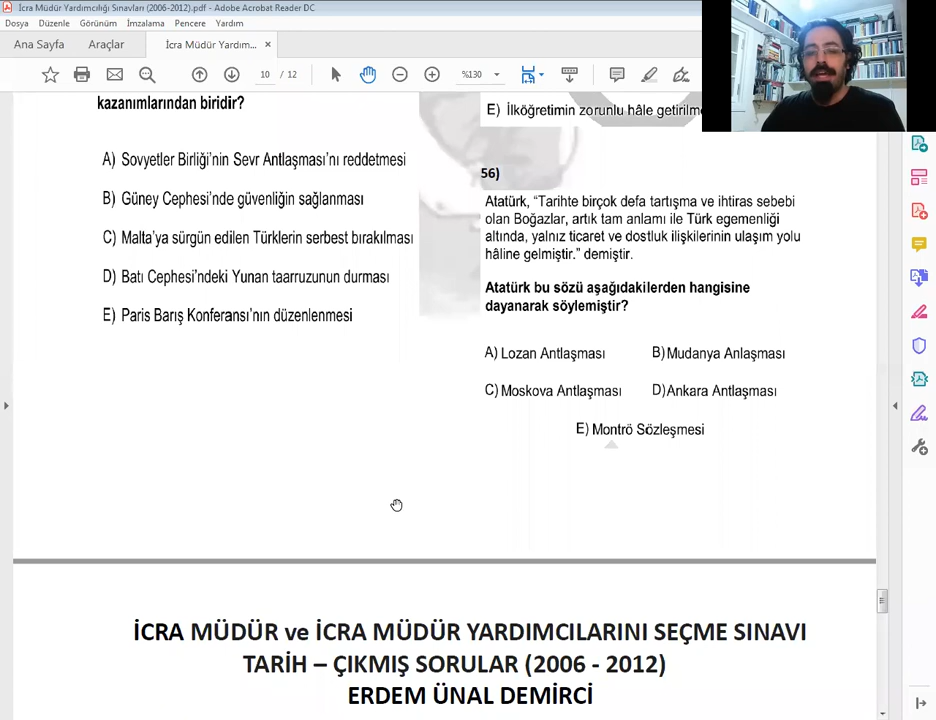 İcra Müdür Yardımcılığı Sınavları (2006-2012).pdf - Adobe Acrobat Reader DC
Dosya Düzenle Görünüm İmzalama Pencere Yardım
Ana Sayfa Araçlar İcra Müdür Yardım... ×
10 / 12 %130
kazanımlarından biridir?
A) Sovyetler Birliği'nin Sevr Antlaşması'nı reddetmesi
B) Güney Cephesi'nde güvenliğin sağlanması
C) Malta'ya sürgün edilen Türklerin serbest bırakılması
D) Batı Cephesi'ndeki Yunan taarruzunun durması
E) Paris Barış Konferansı'nın düzenlenmesi
E) İlköğretimin zorunlu hâle getirilme
56)
Atatürk, “Tarihte birçok defa tartışma ve ihtiras sebebi
olan Boğazlar, artık tam anlamı ile Türk egemenliği
altında, yalnız ticaret ve dostluk ilişkilerinin ulaşım yolu
hâline gelmiştir.” demiştir.
Atatürk bu sözü aşağıdakilerden hangisine
dayanarak söylemiştir?
A) Lozan Antlaşması B) Mudanya Anlaşması
C) Moskova Antlaşması D) Ankara Antlaşması
E) Montrö Sözleşmesi
İCRA MÜDÜR ve İCRA MÜDÜR YARDIMCILARINI SEÇME SINAVI
TARİH – ÇIKMIŞ SORULAR (2006 - 2012)
ERDEM ÜNAL DEMİRCİ